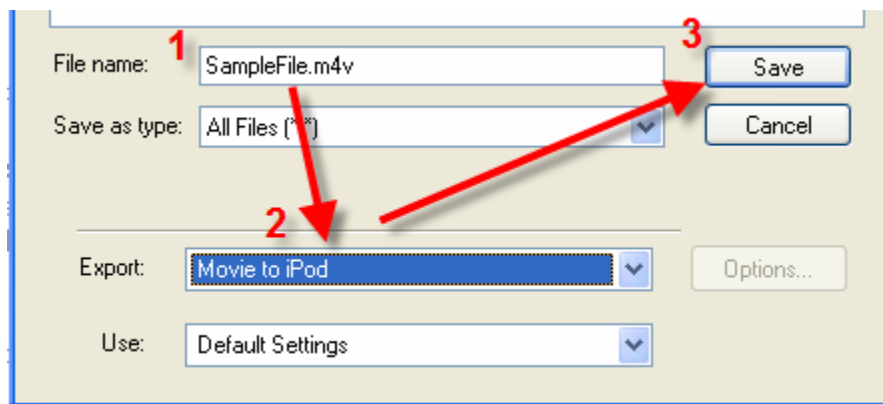 1
3
File name: SampleFile.m4v Save
Save as type: All Files (*.*) Cancel
2
Export: Movie to iPod Options...
Use: Default Settings